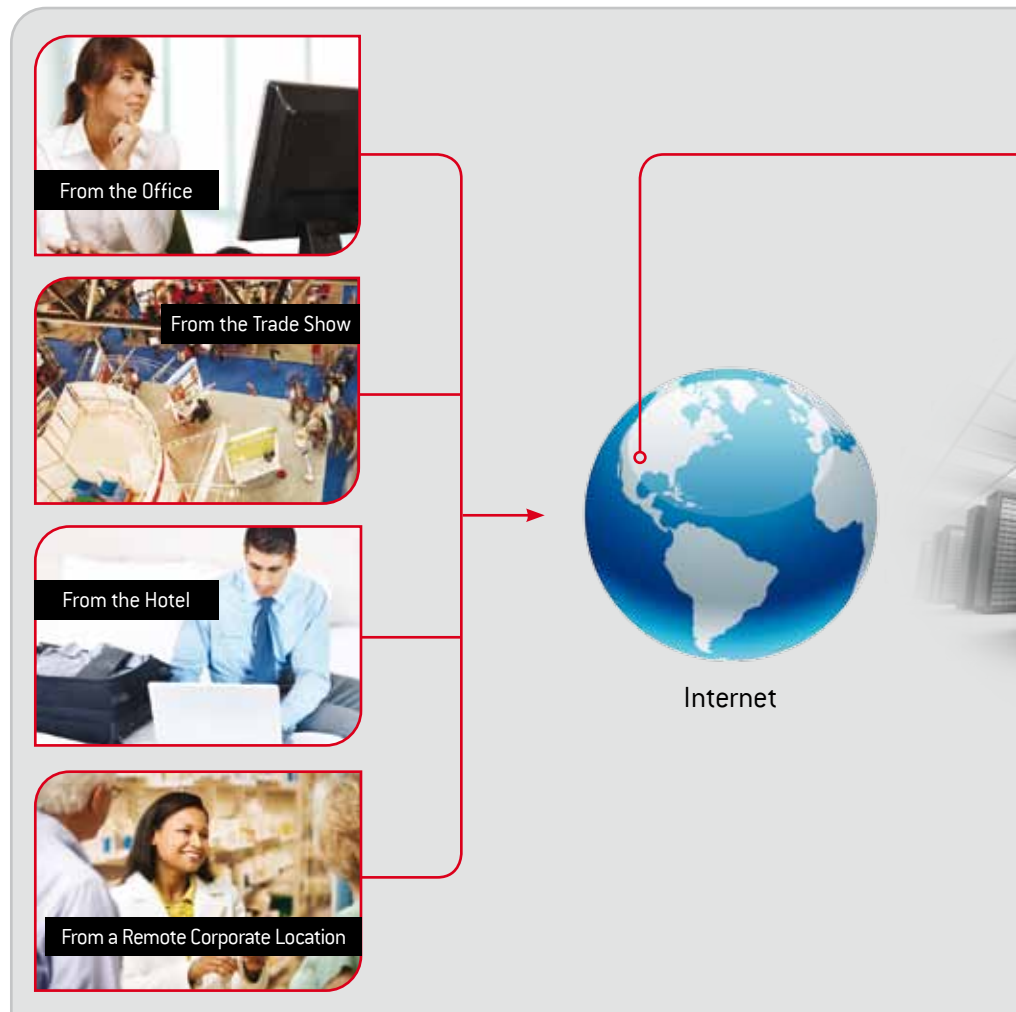 From the Office
From the Trade Show
From the Hotel
From a Remote Corporate Location
Internet